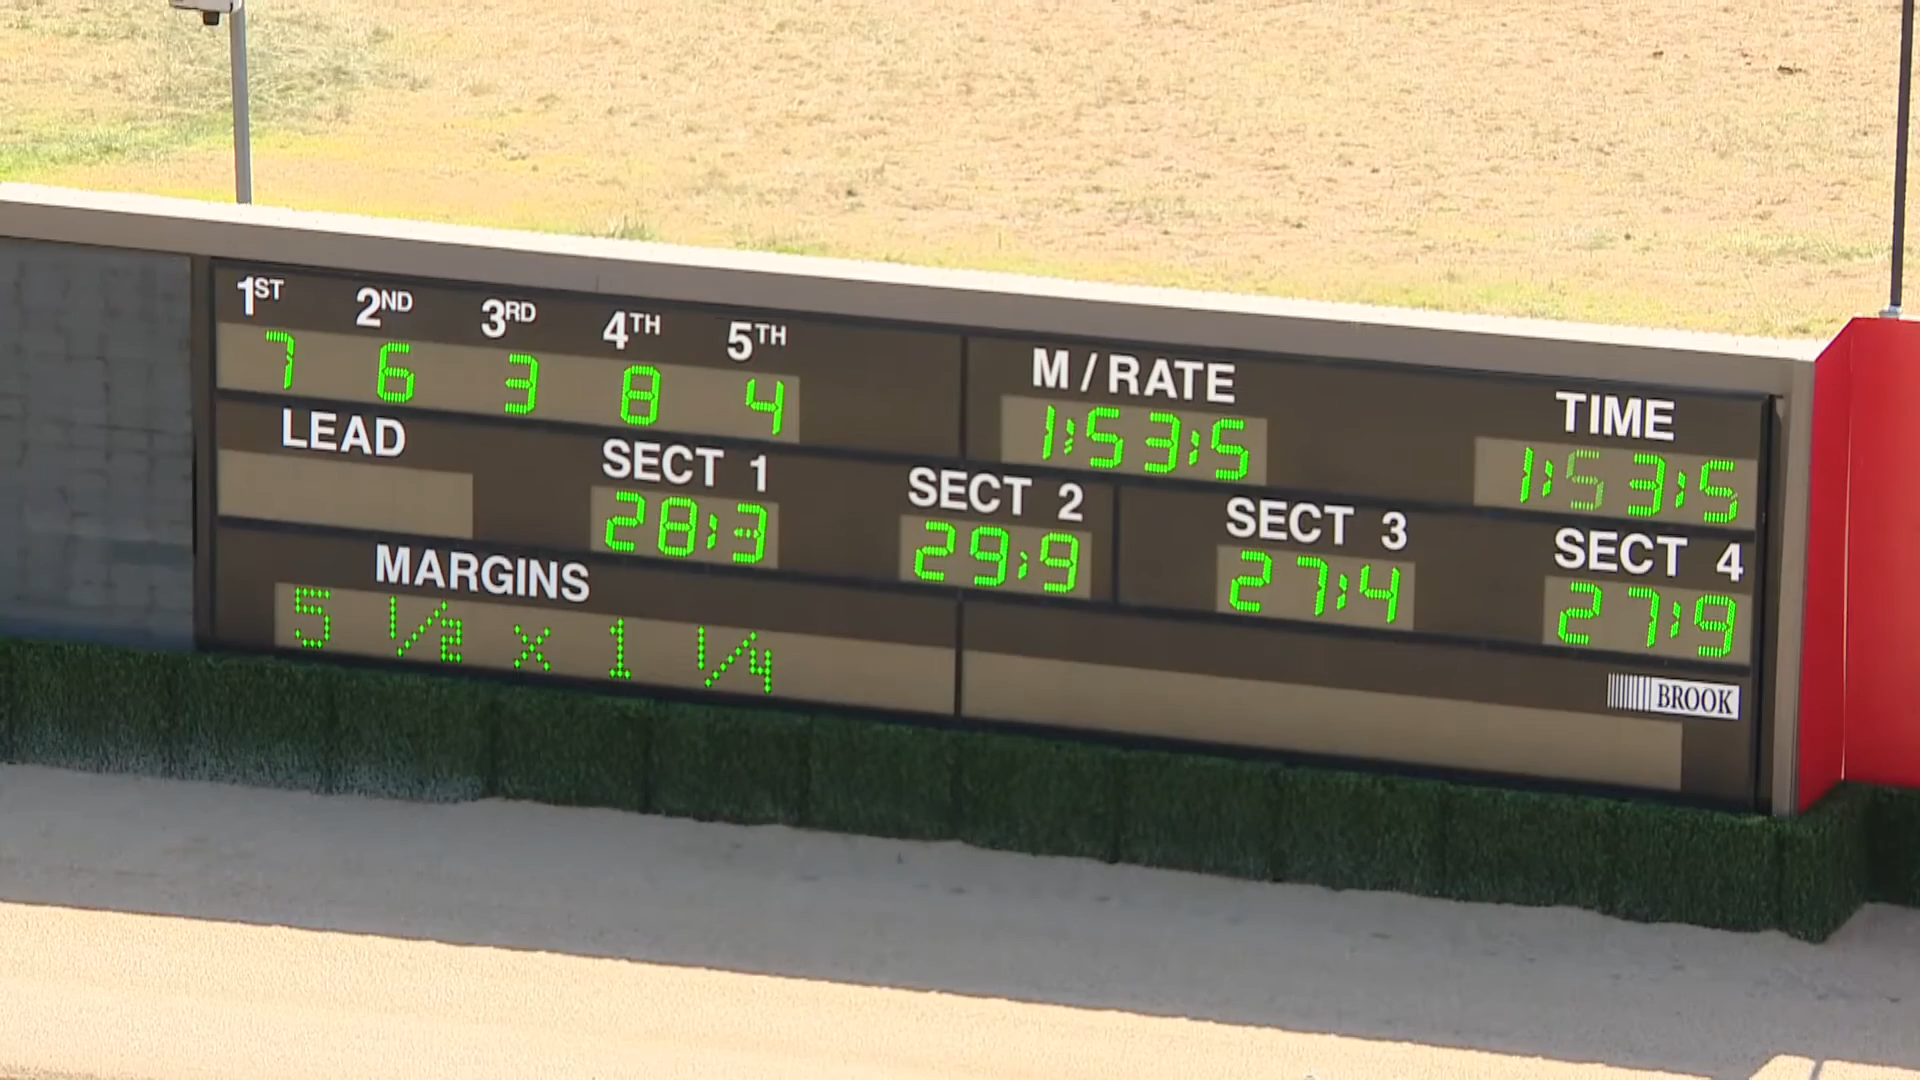 1ST 2ND 3RD 4TH 5TH
7 6 3 8 4
M / RATE
1:53:5
TIME
1:53:5
LEAD
SECT 1
28:3
SECT 2
29:9
SECT 3
27:4
SECT 4
27:9
MARGINS
5 1/2 x 1 1/4
BROOK